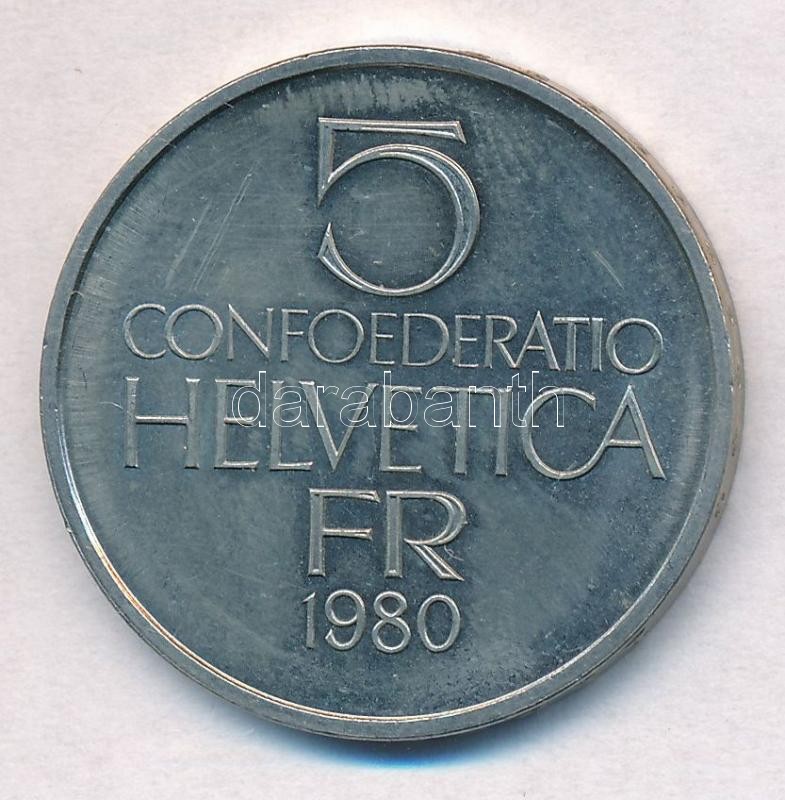 5
CONFOEDERATIO
HELVETICA
darabanth
FR
1980